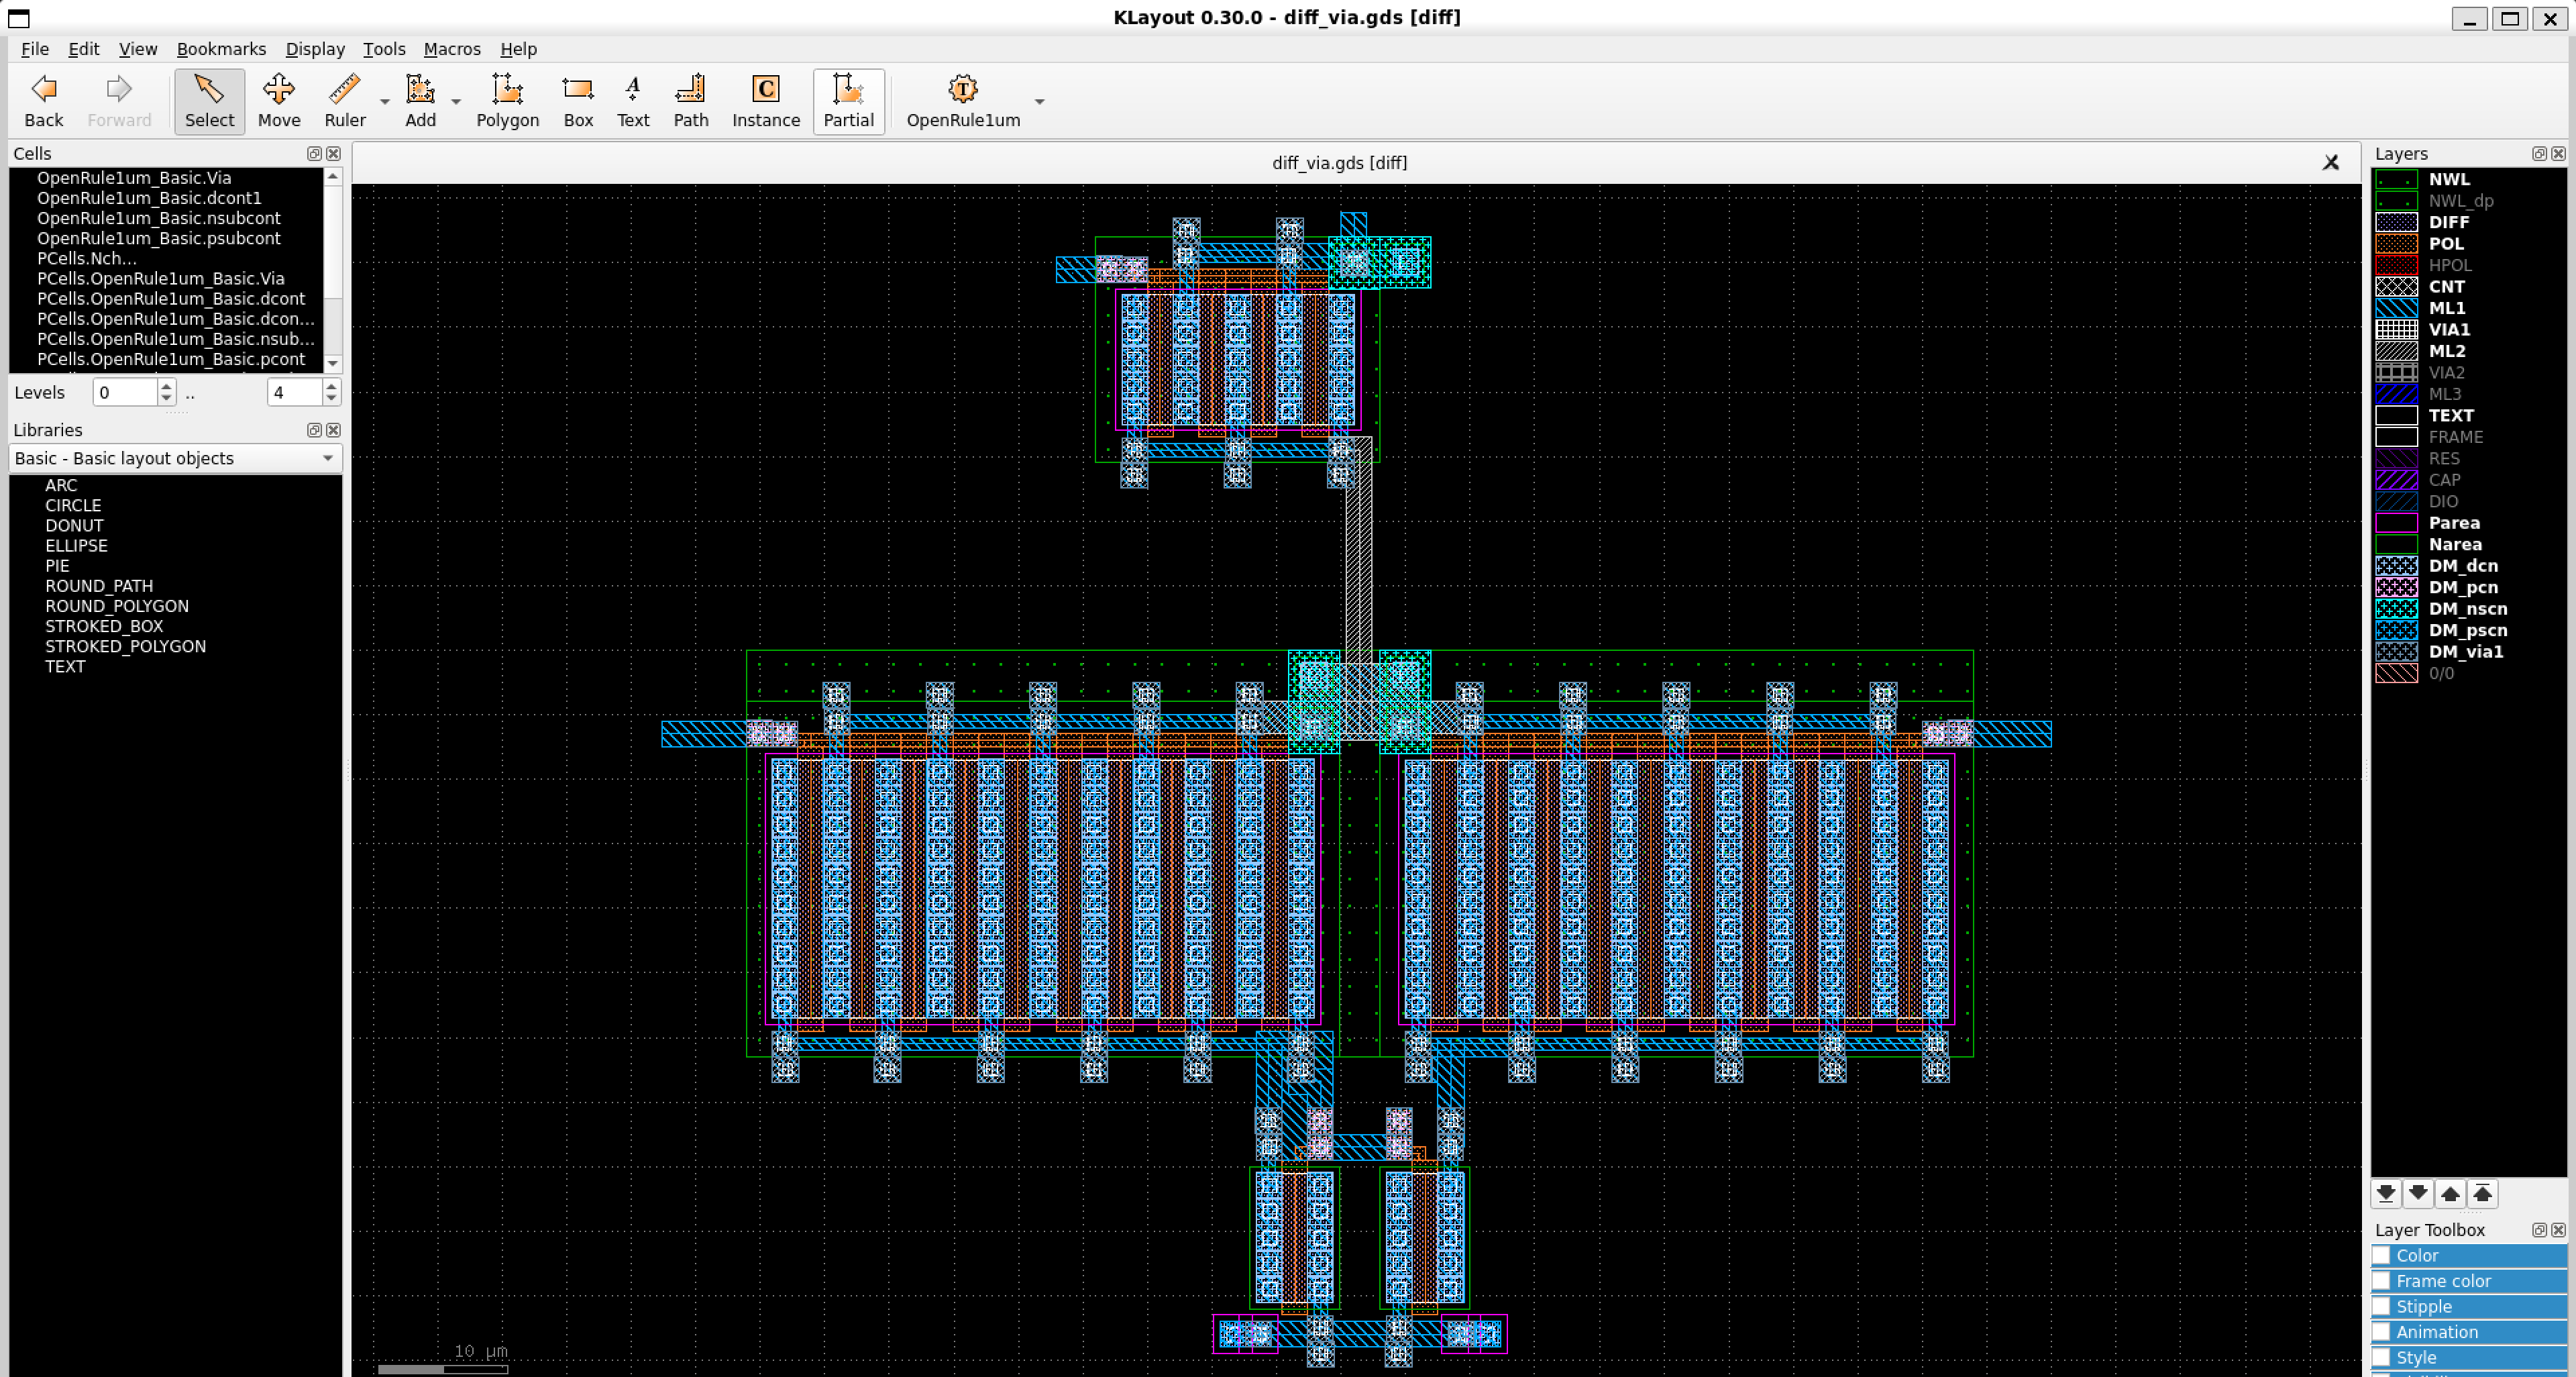 KLayout 0.30.0 - diff_via.gds [diff]
File Edit View Bookmarks Display Tools Macros Help
Back Forward Select Move Ruler Add Polygon Box Text Path Instance Partial OpenRule1um
Cells
OpenRule1um_Basic.Via
OpenRule1um_Basic.dcont1
OpenRule1um_Basic.nsubcont
OpenRule1um_Basic.psubcont
PCells.Nch...
PCells.OpenRule1um_Basic.Via
PCells.OpenRule1um_Basic.dcont
PCells.OpenRule1um_Basic.dcon...
PCells.OpenRule1um_Basic.nsub...
PCells.OpenRule1um_Basic.pcont
Levels 0 .. 4
Libraries
Basic - Basic layout objects
ARC
CIRCLE
DONUT
ELLIPSE
PIE
ROUND_PATH
ROUND_POLYGON
STROKED_BOX
STROKED_POLYGON
TEXT
diff_via.gds [diff]
10 µm
Layers
NWL
NWL_dp
DIFF
POL
HPOL
CNT
ML1
VIA1
ML2
VIA2
ML3
TEXT
FRAME
RES
CAP
DIO
Parea
Narea
DM_dcn
DM_pcn
DM_nscn
DM_pscn
DM_via1
0/0
Layer Toolbox
Color
Frame color
Stipple
Animation
Style